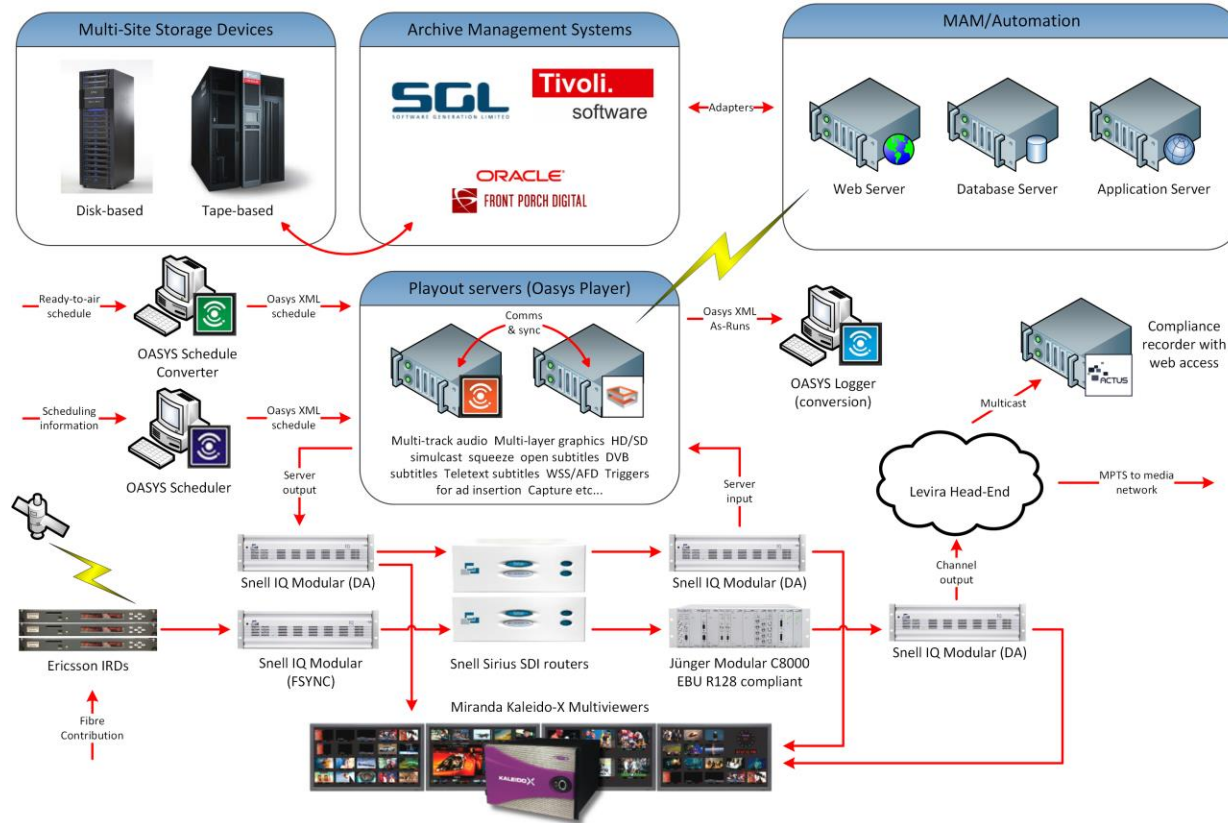 Multi-Site Storage Devices
Disk-based
Tape-based
Archive Management Systems
SGL
SOFTWARE GENERATION LIMITED
Tivoli.
software
ORACLE
FRONT PORCH DIGITAL
Adapters
MAM/Automation
Web Server
Database Server
Application Server
Ready-to-air
schedule
OASYS Schedule
Converter
Oasys XML
schedule
Scheduling
information
OASYS Scheduler
Oasys XML
schedule
Playout servers (Oasys Player)
Comms
& sync
Multi-track audio Multi-layer graphics HD/SD
simulcast squeeze open subtitles DVB
subtitles Teletext subtitles WSS/AFD Triggers
for ad insertion Capture etc...
Oasys XML
As-Runs
OASYS Logger
(conversion)
Compliance
recorder with
web access
ACTUS
Multicast
Levira Head-End
MPTS to media
network
Channel
output
Server
output
Server
input
Snell IQ Modular (DA)
Snell IQ Modular
(FSYNC)
Snell Sirius SDI routers
Snell IQ Modular (DA)
Jünger Modular C8000
EBU R128 compliant
Snell IQ Modular (DA)
Ericsson IRDs
Fibre
Contribution
Miranda Kaleido-X Multiviewers
KALEIDOX